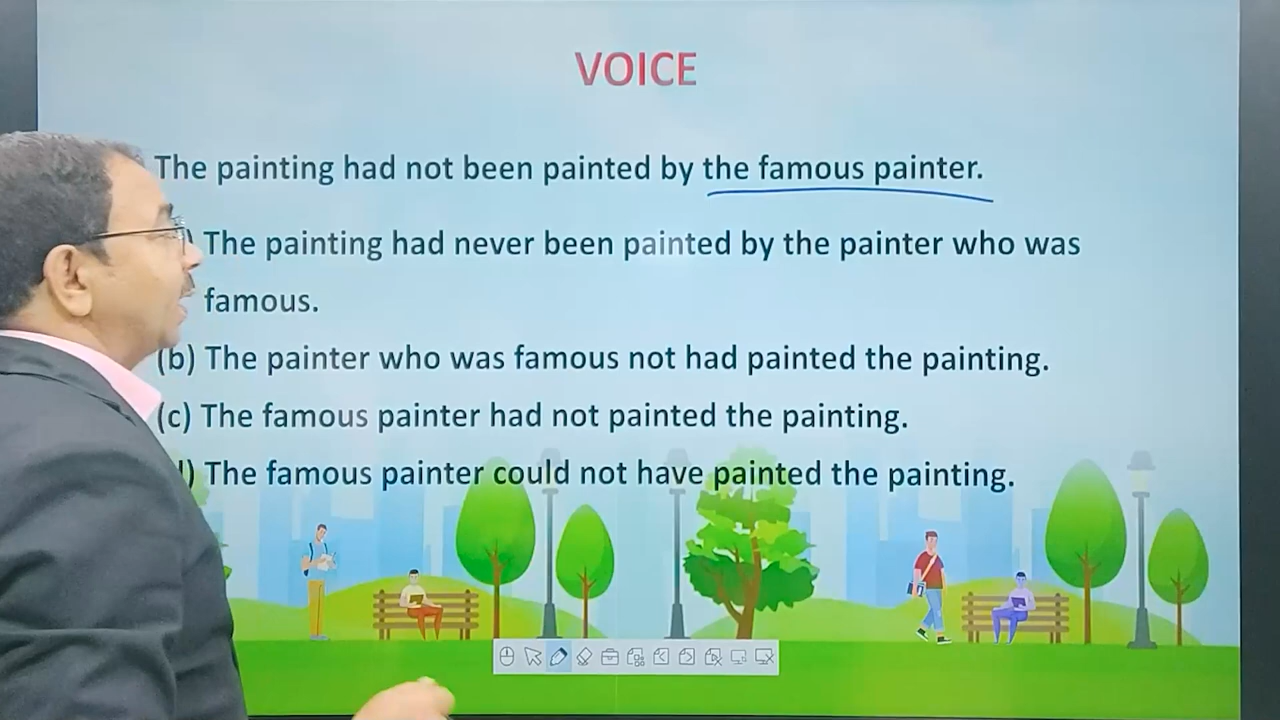 VOICE
The painting had not been painted by the famous painter.
) The painting had never been painted by the painter who was
famous.
(b) The painter who was famous not had painted the painting.
(c) The famous painter had not painted the painting.
) The famous painter could not have painted the painting.